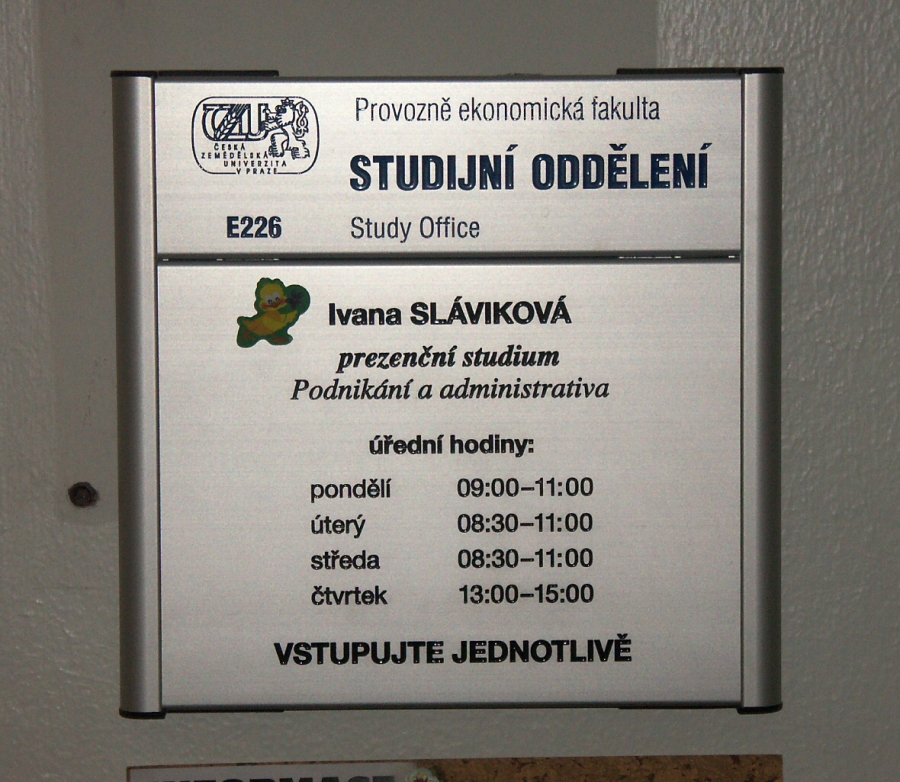 ČZU
ČESKÁ
ZEMĚDĚLSKÁ
UNIVERZITA
V PRAZE
Provozně ekonomická fakulta
STUDIJNÍ ODDĚLENÍ
E226 Study Office
Ivana SLÁVIKOVÁ
prezenční studium
Podnikání a administrativa
úřední hodiny:
pondělí 09:00–11:00
úterý 08:30–11:00
středa 08:30–11:00
čtvrtek 13:00–15:00
VSTUPUJTE JEDNOTLIVĚ